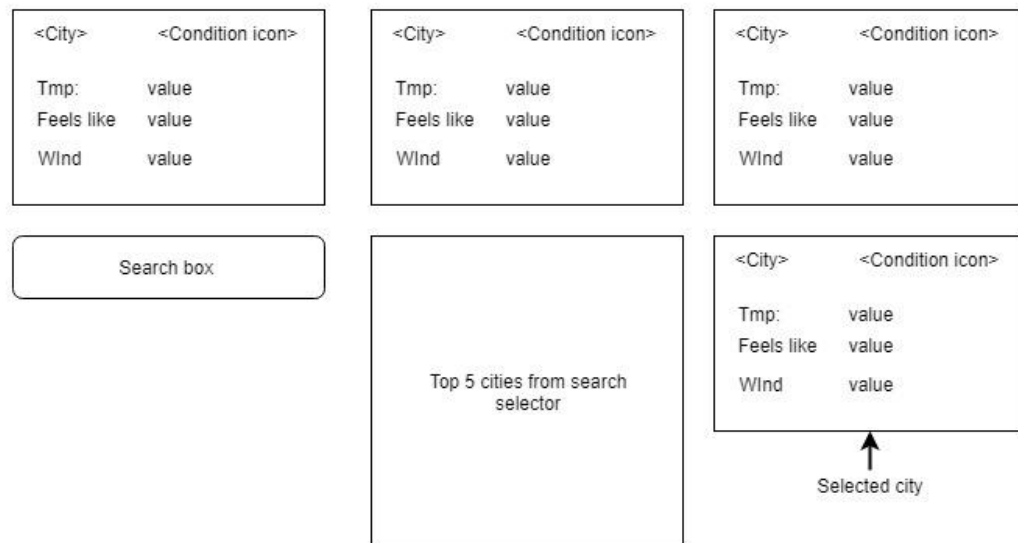 <City> <Condition icon>
Tmp: value
Feels like value
WInd value
<City> <Condition icon>
Tmp: value
Feels like value
WInd value
<City> <Condition icon>
Tmp: value
Feels like value
WInd value
Search box
Top 5 cities from search
selector
<City> <Condition icon>
Tmp: value
Feels like value
WInd value
Selected city